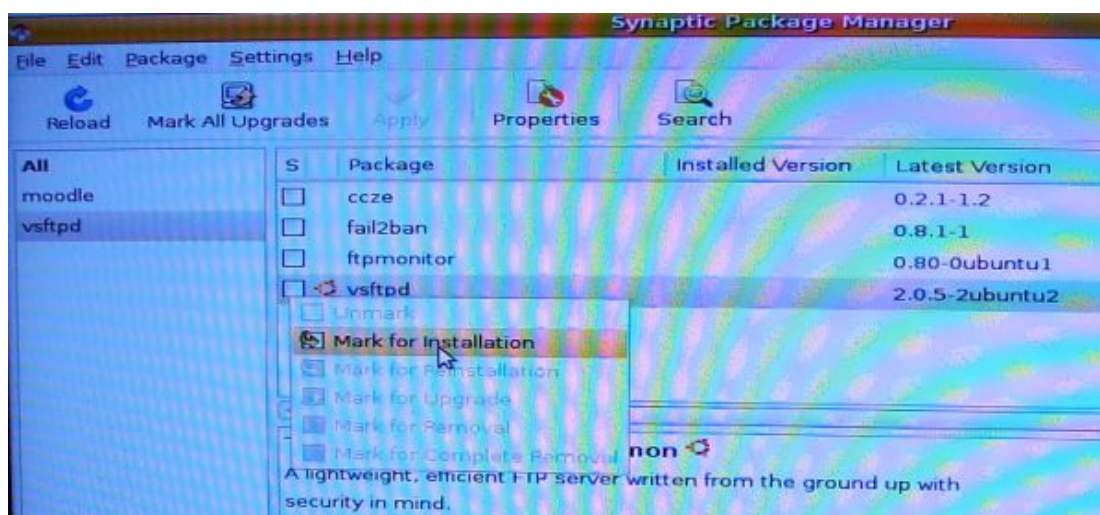 Synaptic Package Manager
File Edit Package Settings Help
Reload Mark All Upgrades Apply Properties Search
All
moodle
vsftpd
S Package Installed Version Latest Version
ccze 0.2.1-1.2
fail2ban 0.8.1-1
ftpmonitor 0.80-0ubuntu1
vsftpd 2.0.5-2ubuntu2
Unmark
Mark for Installation
Mark for Reinstallation
Mark for Upgrade
Mark for Removal
Mark for Complete Removal
non
A lightweight, efficient FTP server written from the ground up with
security in mind.